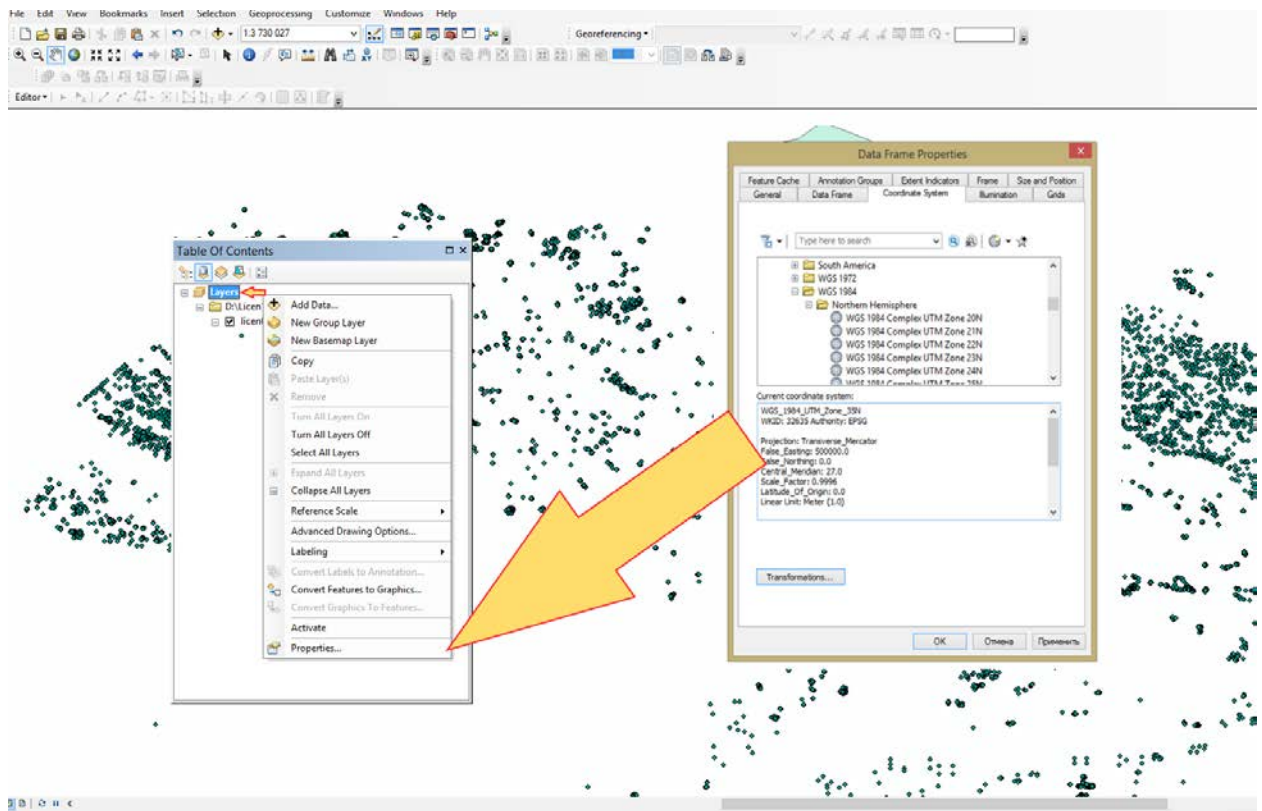 File Edit View Bookmarks Insert Selection Geoprocessing Customize Windows Help
1:3 730 027
Georeferencing
Editor
Table Of Contents
Layers
D:\Licen
licen
Add Data...
New Group Layer
New Basemap Layer
Copy
Paste Layer(s)
Remove
Turn All Layers On
Turn All Layers Off
Select All Layers
Expand All Layers
Collapse All Layers
Reference Scale
Advanced Drawing Options...
Labeling
Convert Labels to Annotation...
Convert Features to Graphics...
Convert Graphics To Features...
Activate
Properties...
Data Frame Properties
Feature Cache Annotation Groups Extent Indicators Frame Size and Position
General Data Frame Coordinate System Illumination Grids
Type here to search
South America
WGS 1972
WGS 1984
Northern Hemisphere
WGS 1984 Complex UTM Zone 20N
WGS 1984 Complex UTM Zone 21N
WGS 1984 Complex UTM Zone 22N
WGS 1984 Complex UTM Zone 23N
WGS 1984 Complex UTM Zone 24N
WGS 1984 Complex UTM Zone 25N
Current coordinate system:
WGS_1984_UTM_Zone_35N
WKID: 32635 Authority: EPSG
Projection: Transverse_Mercator
False_Easting: 500000.0
False_Northing: 0.0
Central_Meridian: 27.0
Scale_Factor: 0.9996
Latitude_Of_Origin: 0.0
Linear Unit: Meter (1.0)
Transformations...
OK Отмена Применить